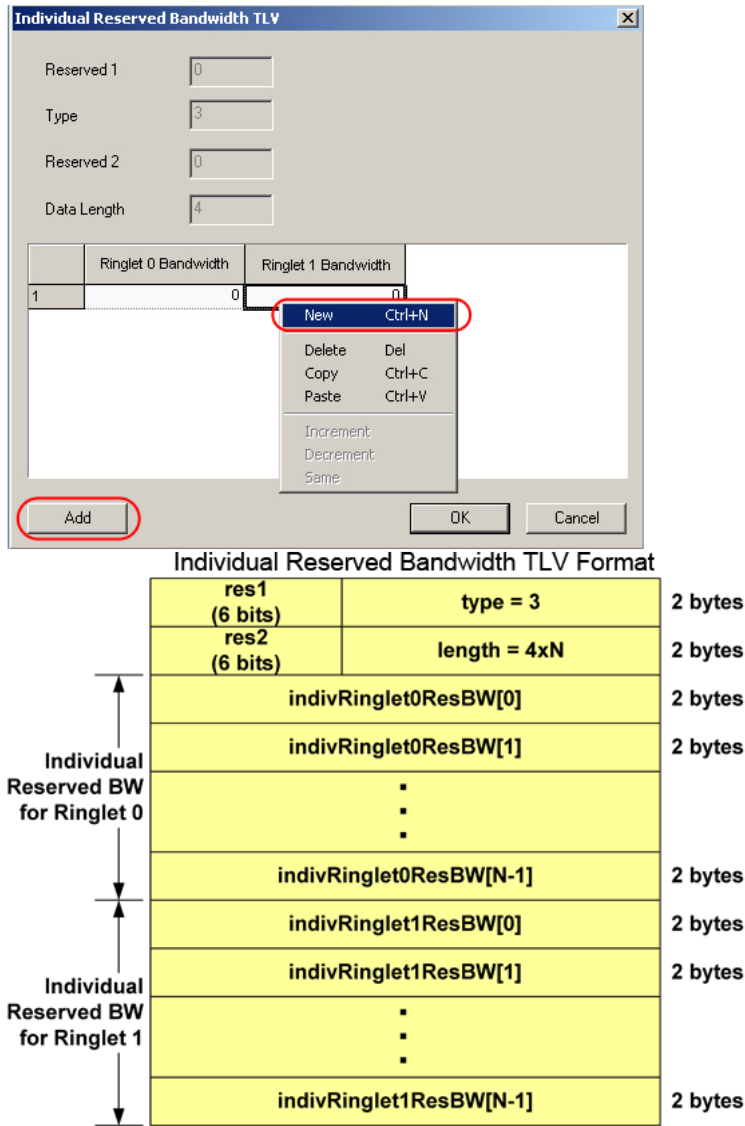 Individual Reserved Bandwidth TLV
Reserved 1 0
Type 3
Reserved 2 0
Data Length 4
Ringlet 0 Bandwidth Ringlet 1 Bandwidth
1 0 0
New Ctrl+N
Delete Del
Copy Ctrl+C
Paste Ctrl+V
Increment
Decrement
Same
Add OK Cancel
Individual Reserved Bandwidth TLV Format
res1
(6 bits) type = 3 2 bytes
res2
(6 bits) length = 4xN 2 bytes
indivRinglet0ResBW[0] 2 bytes
indivRinglet0ResBW[1] 2 bytes
Individual
Reserved BW
for Ringlet 0
indivRinglet0ResBW[N-1] 2 bytes
indivRinglet1ResBW[0] 2 bytes
indivRinglet1ResBW[1] 2 bytes
Individual
Reserved BW
for Ringlet 1
indivRinglet1ResBW[N-1] 2 bytes